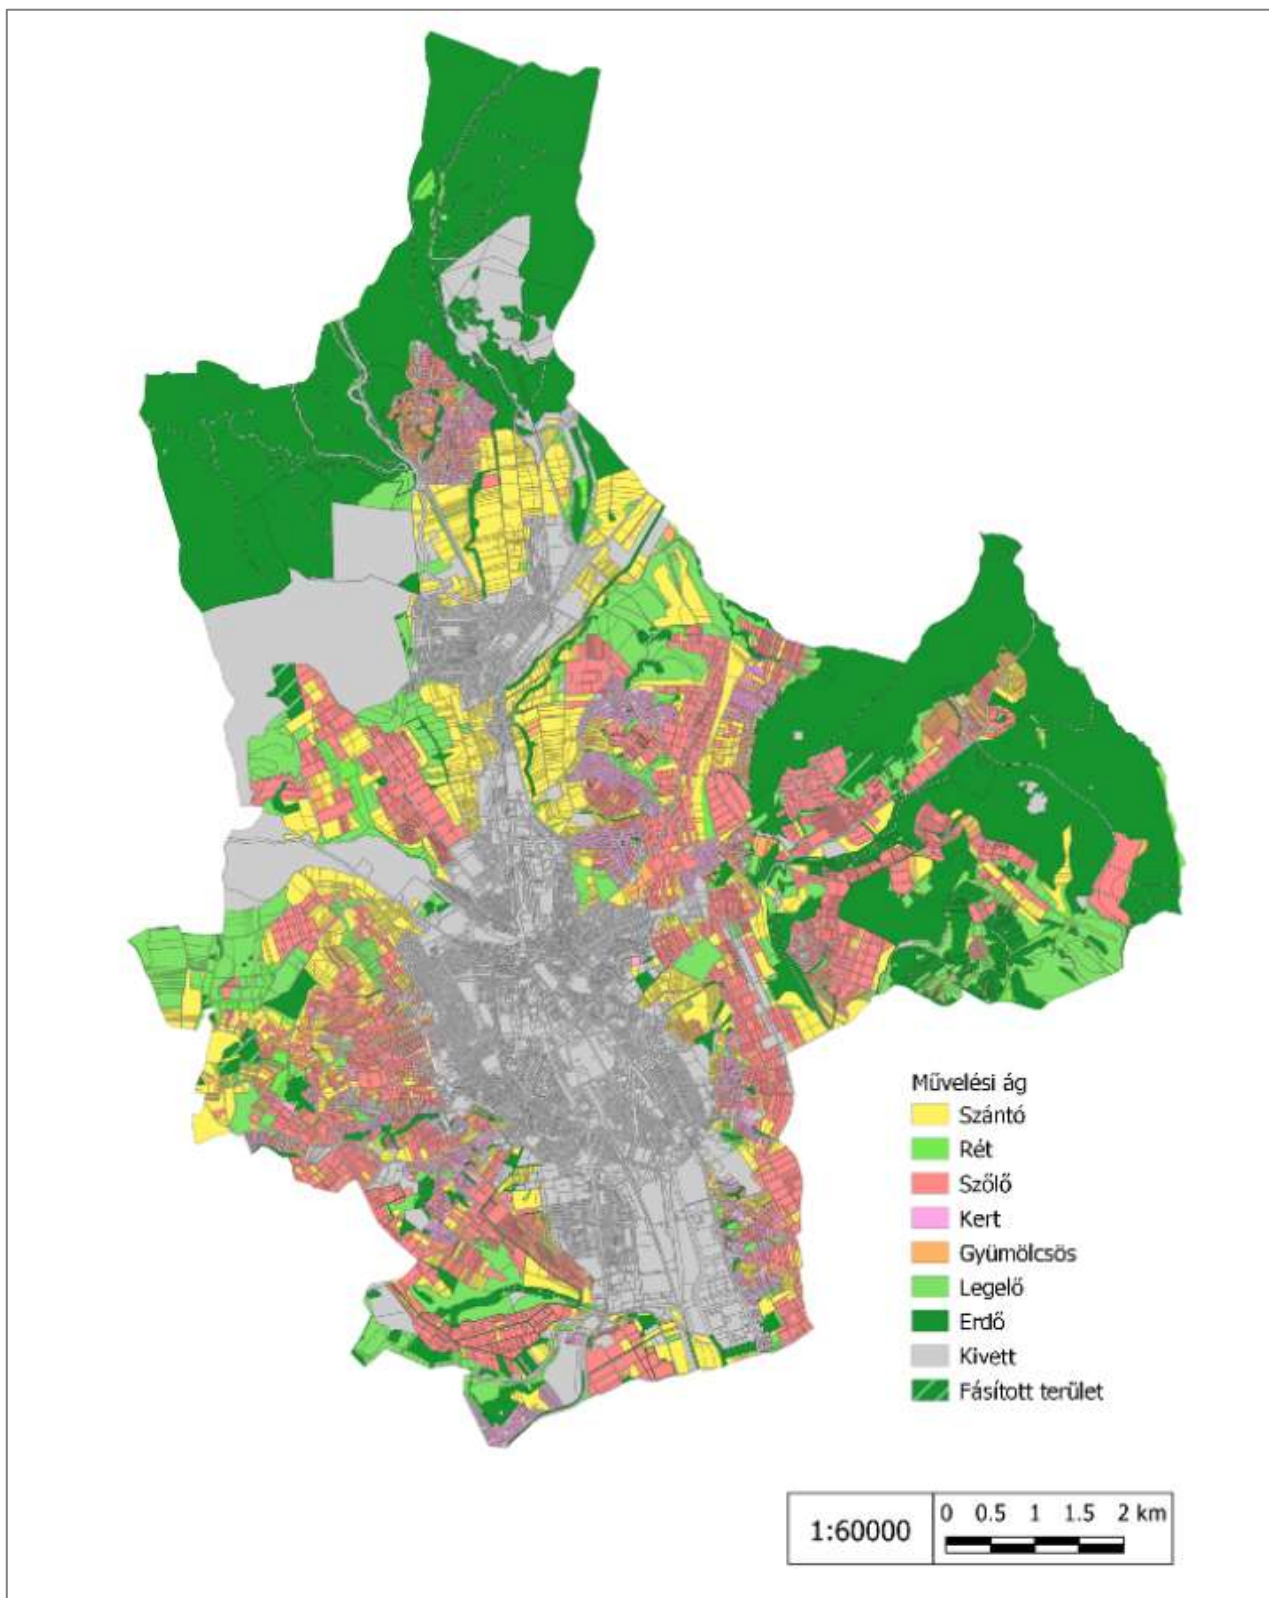 Művelési ág
Szántó
Rét
Szőlő
Kert
Gyümölcsös
Legelő
Erdő
Kivett
Fásított terület
1:60000
0 0.5 1 1.5 2 km